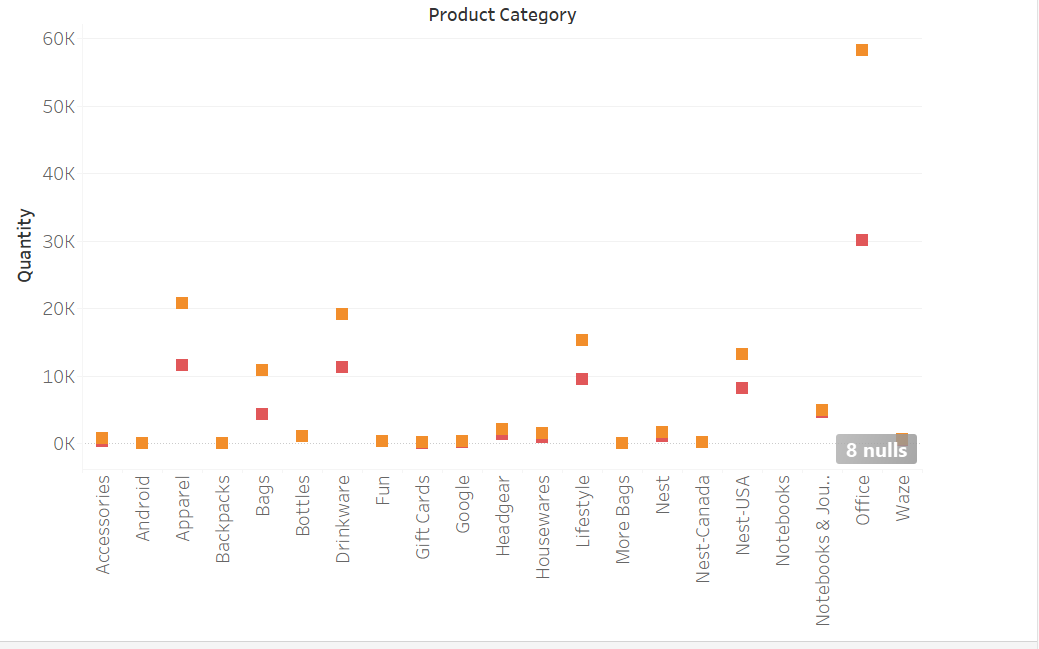 Product Category
60K
50K
40K
30K
20K
10K
0K
Quantity
8 nulls
Accessories
Android
Apparel
Backpacks
Bags
Bottles
Drinkware
Fun
Gift Cards
Google
Headgear
Housewares
Lifestyle
More Bags
Nest
Nest-Canada
Nest-USA
Notebooks
Notebooks & Jou..
Office
Waze